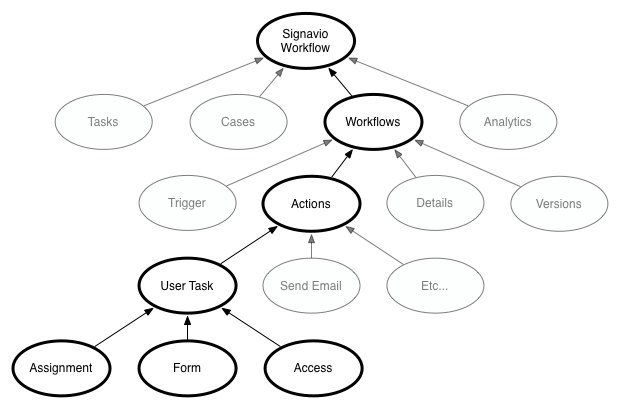 Signavio
Workflow
Tasks
Cases
Workflows
Analytics
Trigger
Actions
Details
Versions
User Task
Send Email
Etc...
Assignment
Form
Access